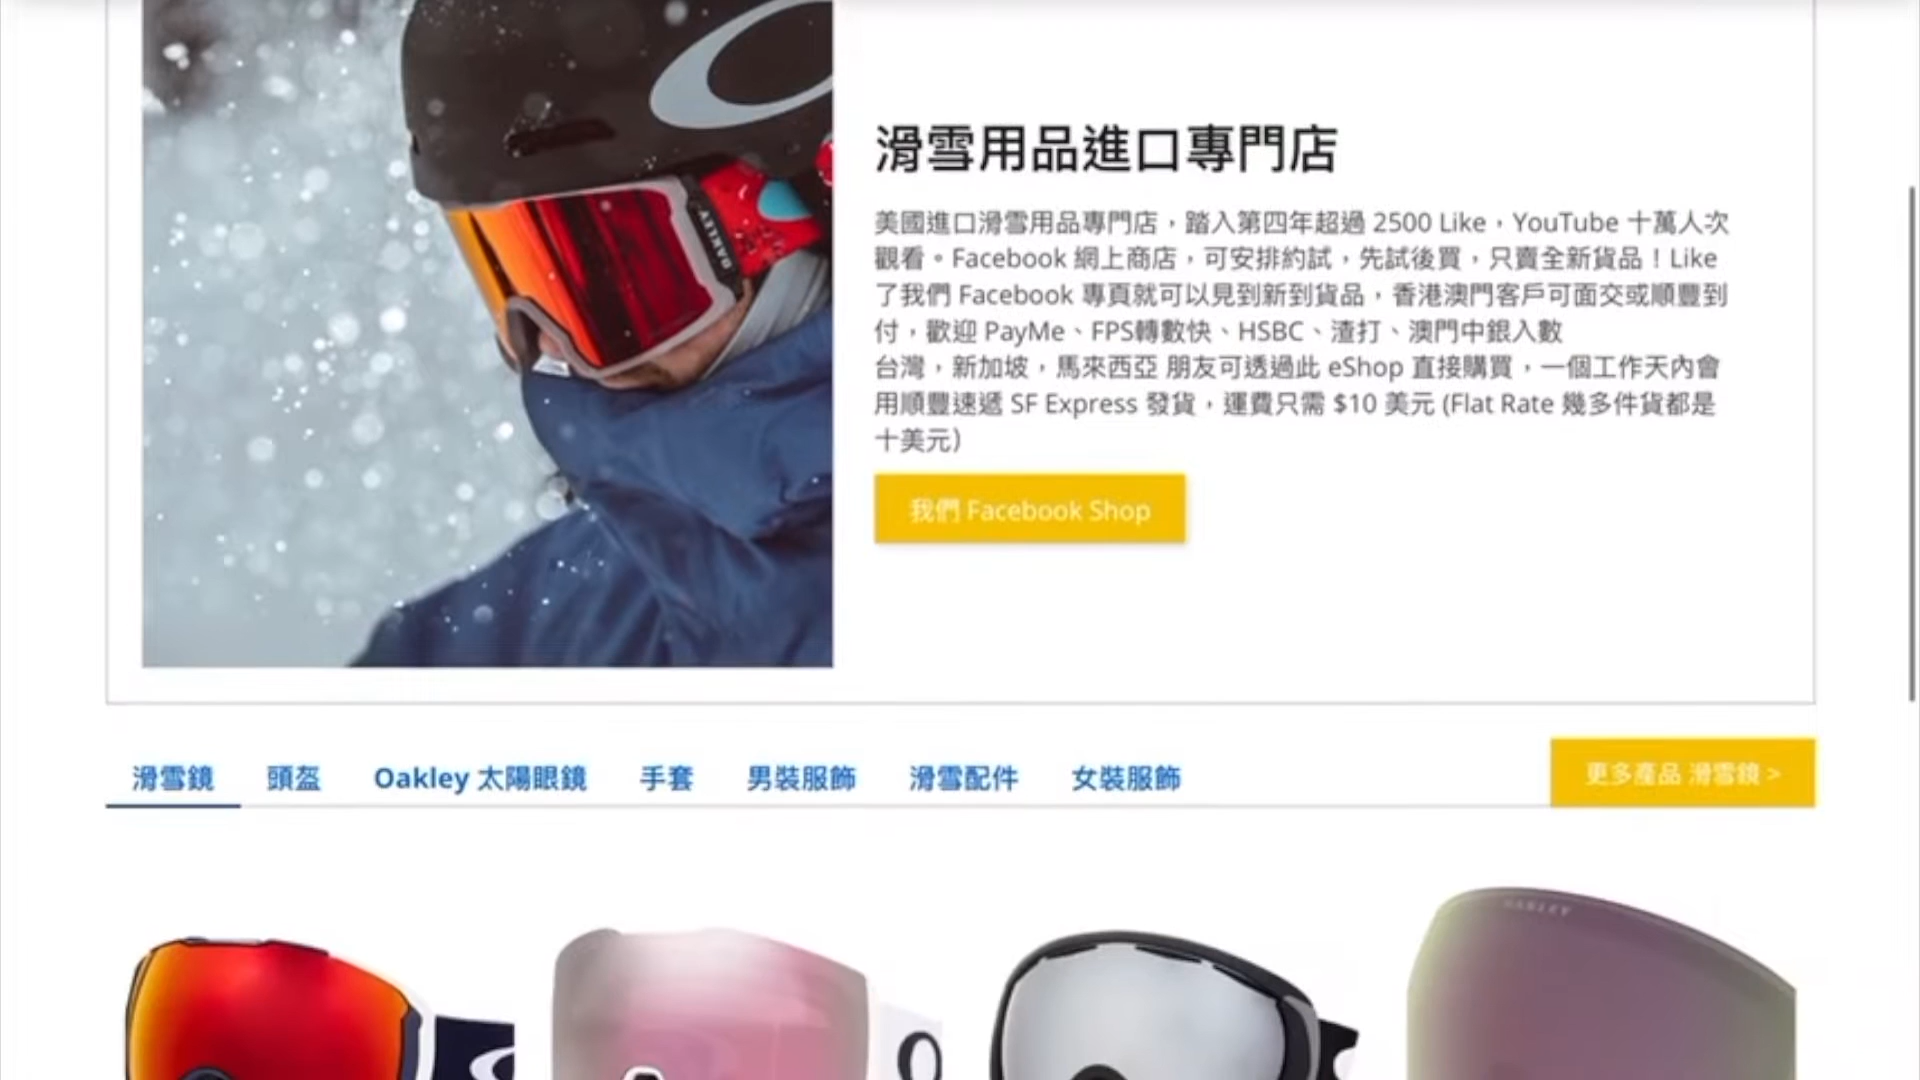 OAKLEY
滑雪用品進口專門店
美國進口滑雪用品專門店，踏入第四年超過 2500 Like，YouTube 十萬人次
觀看。Facebook 網上商店，可安排約試，先試後買，只賣全新貨品！Like
了我們 Facebook 專頁就可以見到新到貨品，香港澳門客戶可面交或順豐到
付，歡迎 PayMe、FPS轉數快、HSBC、渣打、澳門中銀入數
台灣，新加坡，馬來西亞 朋友可透過此 eShop 直接購買，一個工作天內會
用順豐速遞 SF Express 發貨，運費只需 $10 美元 (Flat Rate 幾多件貨都是
十美元）
我們 Facebook Shop
滑雪鏡 頭盔 Oakley 太陽眼鏡 手套 男裝服飾 滑雪配件 女裝服飾
更多產品 滑雪鏡 >
OAKLEY